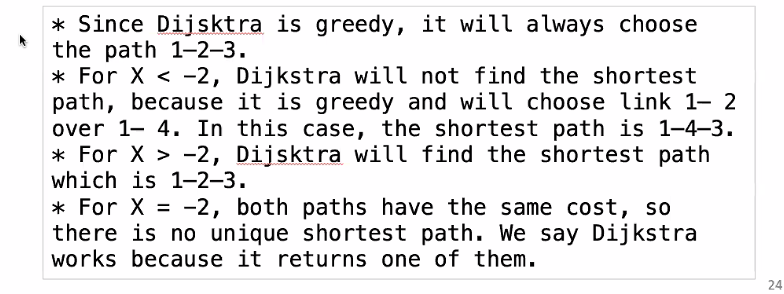 * Since Dijsktra is greedy, it will always choose
the path 1–2–3.
* For X < -2, Dijkstra will not find the shortest
path, because it is greedy and will choose link 1– 2
over 1– 4. In this case, the shortest path is 1–4–3.
* For X > -2, Dijsktra will find the shortest path
which is 1–2–3.
* For X = -2, both paths have the same cost, so
there is no unique shortest path. We say Dijkstra
works because it returns one of them.
24